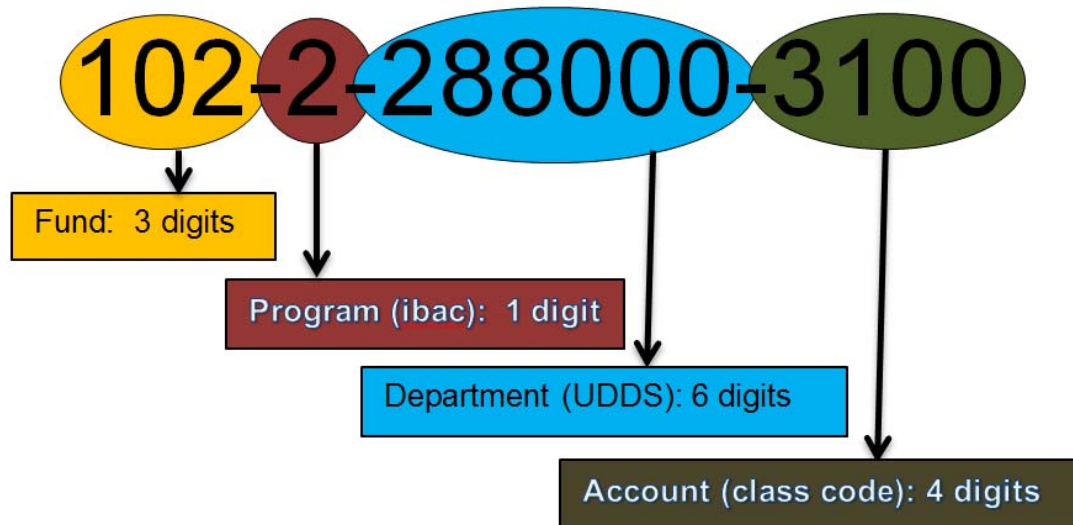 102-2-288000-3100
Fund:  3 digits
Program (ibac):  1 digit
Department (UDDS): 6 digits
Account (class code): 4 digits